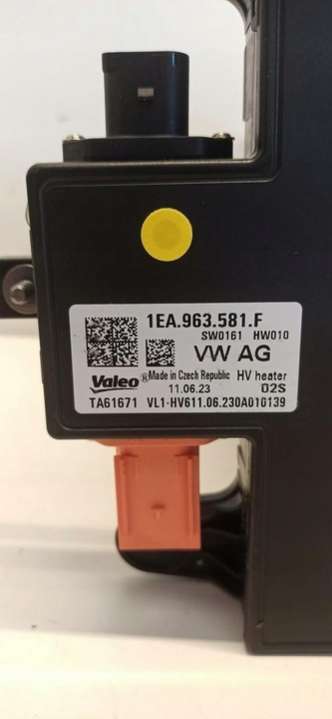 1EA.963.581.F
SW0161 HW010
VW AG
Valeo ® Made in Czech Republic HV heater
11.06.23 02S
TA61671 VL1-HV611.06.230A010139